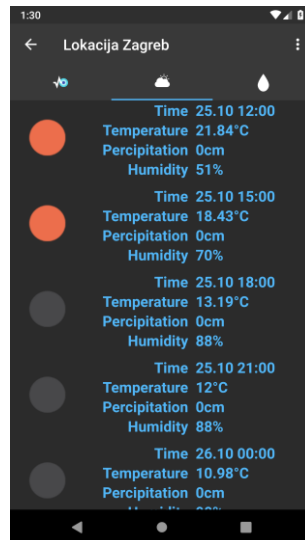 1:30
Lokacija Zagreb
Time 25.10 12:00
Temperature 21.84°C
Percipitation 0cm
Humidity 51%
Time 25.10 15:00
Temperature 18.43°C
Percipitation 0cm
Humidity 70%
Time 25.10 18:00
Temperature 13.19°C
Percipitation 0cm
Humidity 88%
Time 25.10 21:00
Temperature 12°C
Percipitation 0cm
Humidity 88%
Time 26.10 00:00
Temperature 10.98°C
Percipitation 0cm